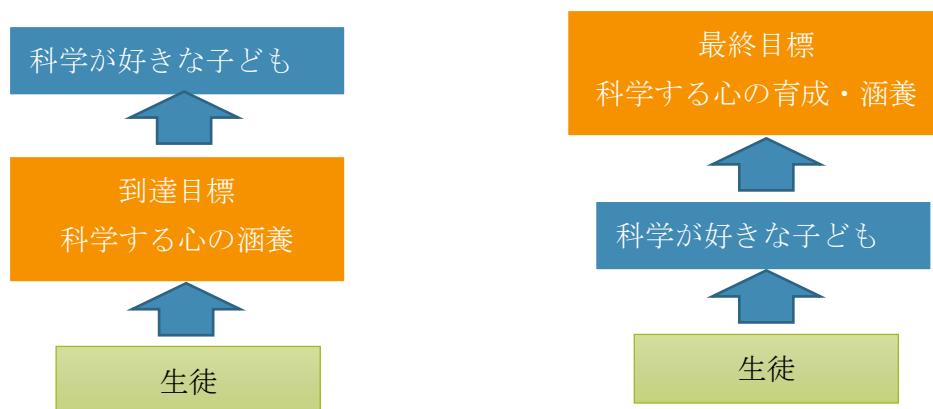 科学が好きな子ども
到達目標
科学する心の涵養
生徒
最終目標
科学する心の育成・涵養
科学が好きな子ども
生徒